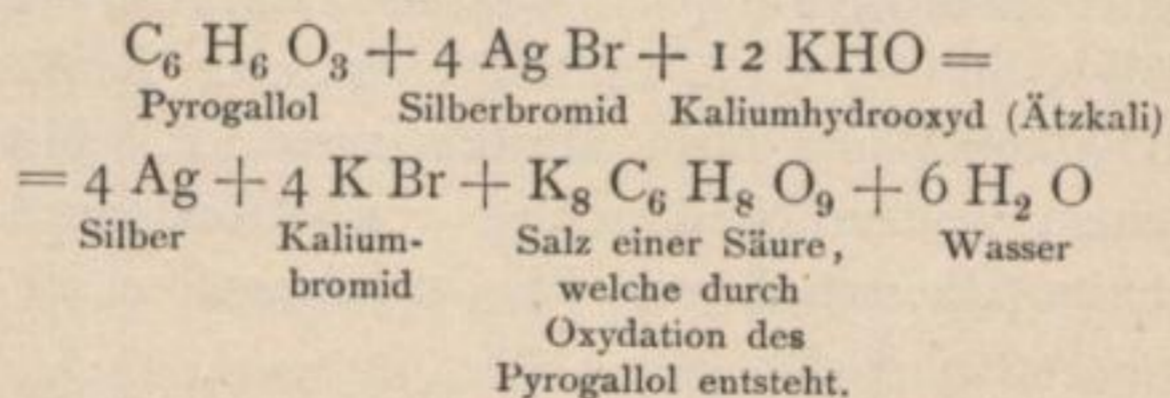 C₆ H₆ O₃ + 4 Ag Br + 12 KHO =
Pyrogallol Silberbromid Kaliumhydrooxyd (Ätzkali)
= 4 Ag + 4 K Br + K₈ C₆ H₈ O₉ + 6 H₂ O
Silber Kalium- Salz einer Säure, Wasser
bromid welche durch
Oxydation des
Pyrogallol entsteht.